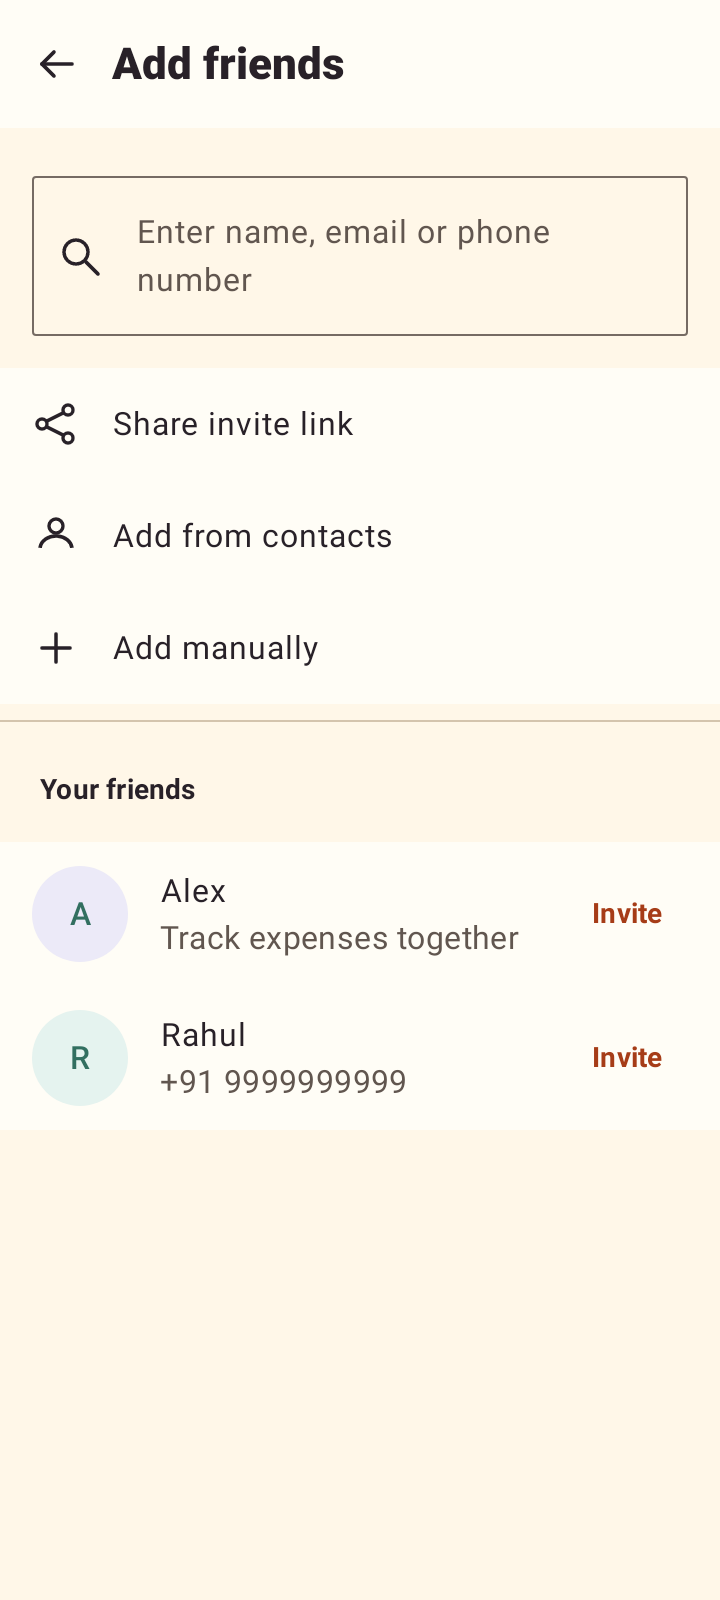 Add friends
Enter name, email or phone
number
Share invite link
Add from contacts
Add manually
Your friends
A
Alex
Track expenses together
Invite
R
Rahul
+91 9999999999
Invite